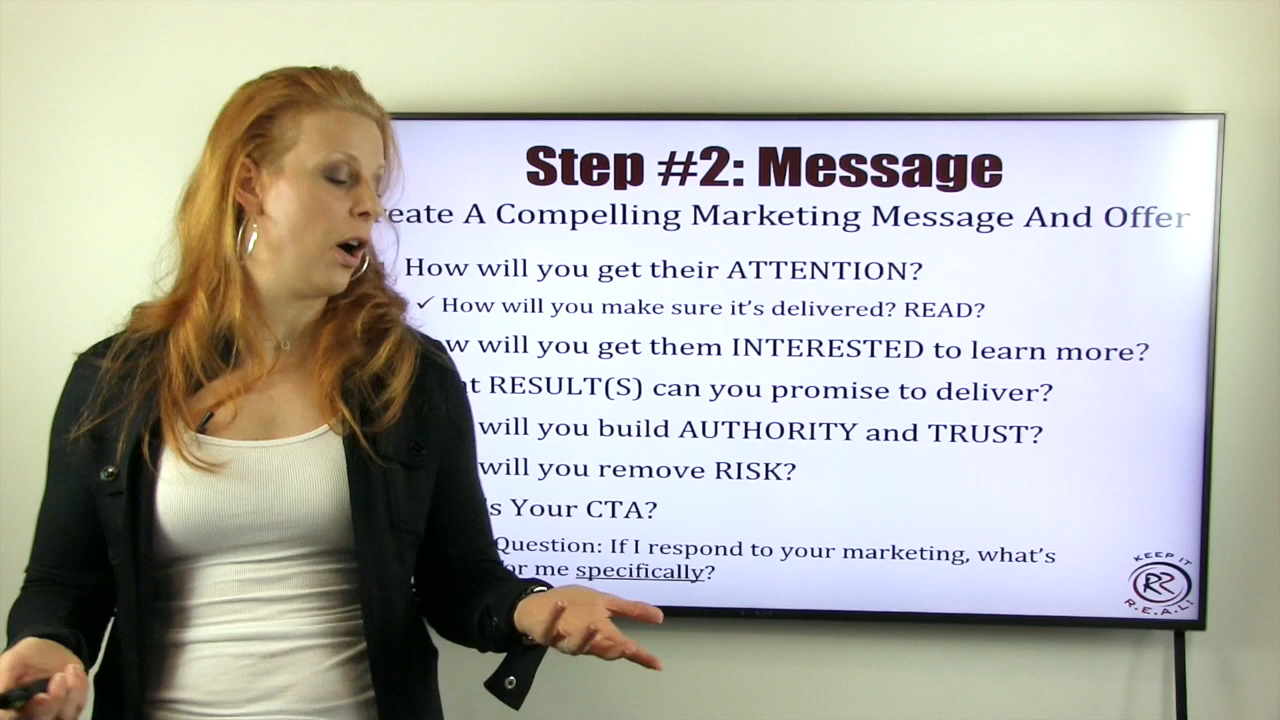 Step #2: Message
eate A Compelling Marketing Message And Offer
How will you get their ATTENTION?
✓ How will you make sure it's delivered? READ?
w will you get them INTERESTED to learn more?
t RESULT(S) can you promise to deliver?
will you build AUTHORITY and TRUST?
will you remove RISK?
s Your CTA?
Question: If I respond to your marketing, what's
or me specifically?
KEEP IT
R.E.A.L.